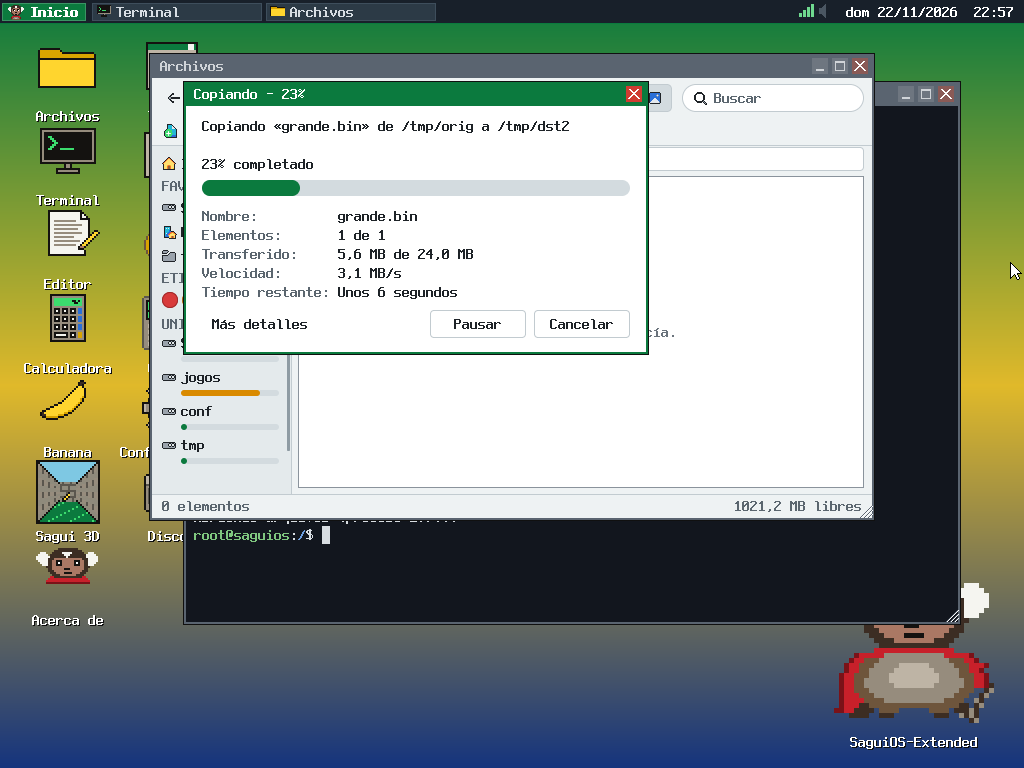 Inicio
Terminal
Archivos
dom 22/11/2026 22:57
Archivos
Archivos
Terminal
Editor
Calculadora
Banana
Sagui 3D
Acerca de
Buscar
Copiando - 23%
Copiando «grande.bin» de /tmp/orig a /tmp/dst2
23% completado
Nombre: grande.bin
Elementos: 1 de 1
Transferido: 5,6 MB de 24,0 MB
Velocidad: 3,1 MB/s
Tiempo restante: Unos 6 segundos
Más detalles
Pausar
Cancelar
jogos
conf
tmp
0 elementos
1021,2 MB libres
root@saguios:/$
SaguiOS-Extended